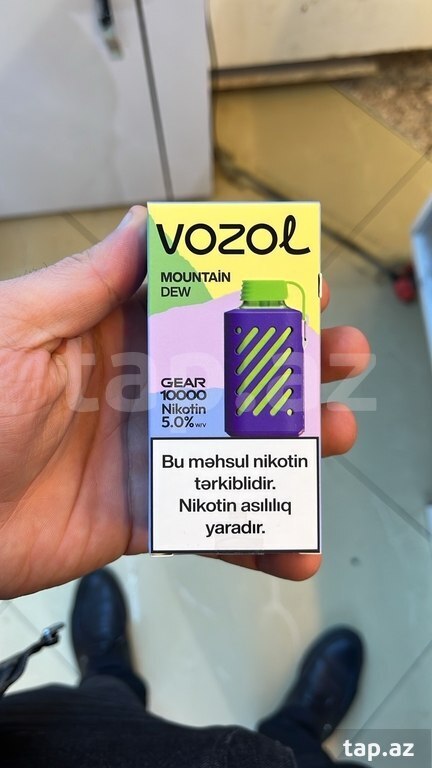 VOZOL
MOUNTAiN
DEW
GEAR
10000
Nikotin
5.0% w/v
Bu məhsul nikotin
tərkiblidir.
Nikotin asılılıq
yaradır.
tap.az
tap.az